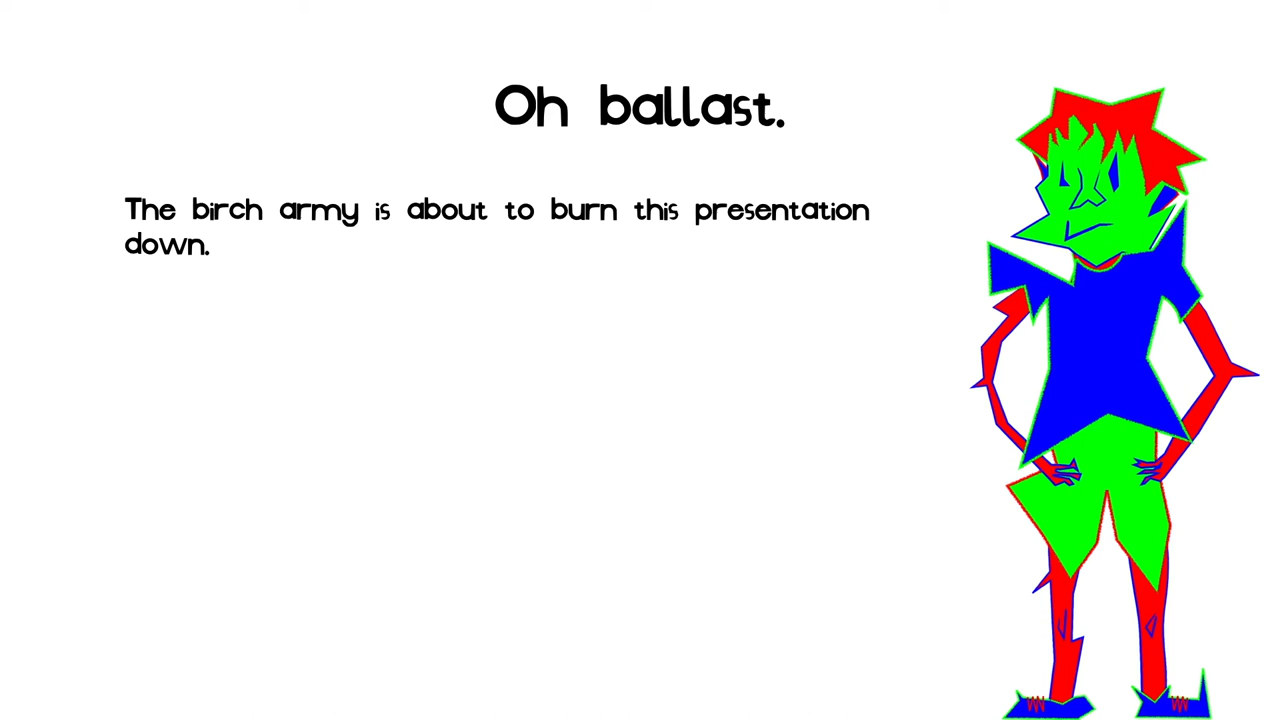 Oh ballast.
The birch army is about to burn this presentation
down.